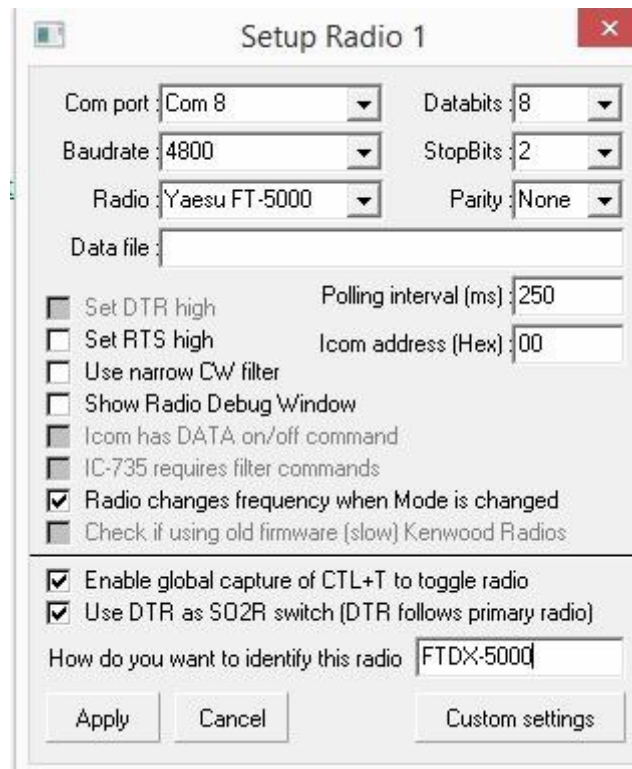 Setup Radio 1
Com port : Com 8 Databits : 8
Baudrate : 4800 StopBits : 2
Radio : Yaesu FT-5000 Parity : None
Data file :
Set DTR high Polling interval (ms) : 250
Set RTS high Icom address (Hex) : 00
Use narrow CW filter
Show Radio Debug Window
Icom has DATA on/off command
IC-735 requires filter commands
Radio changes frequency when Mode is changed
Check if using old firmware (slow) Kenwood Radios
Enable global capture of CTL+T to toggle radio
Use DTR as SO2R switch (DTR follows primary radio)
How do you want to identify this radio FTDX-5000
Apply Cancel Custom settings